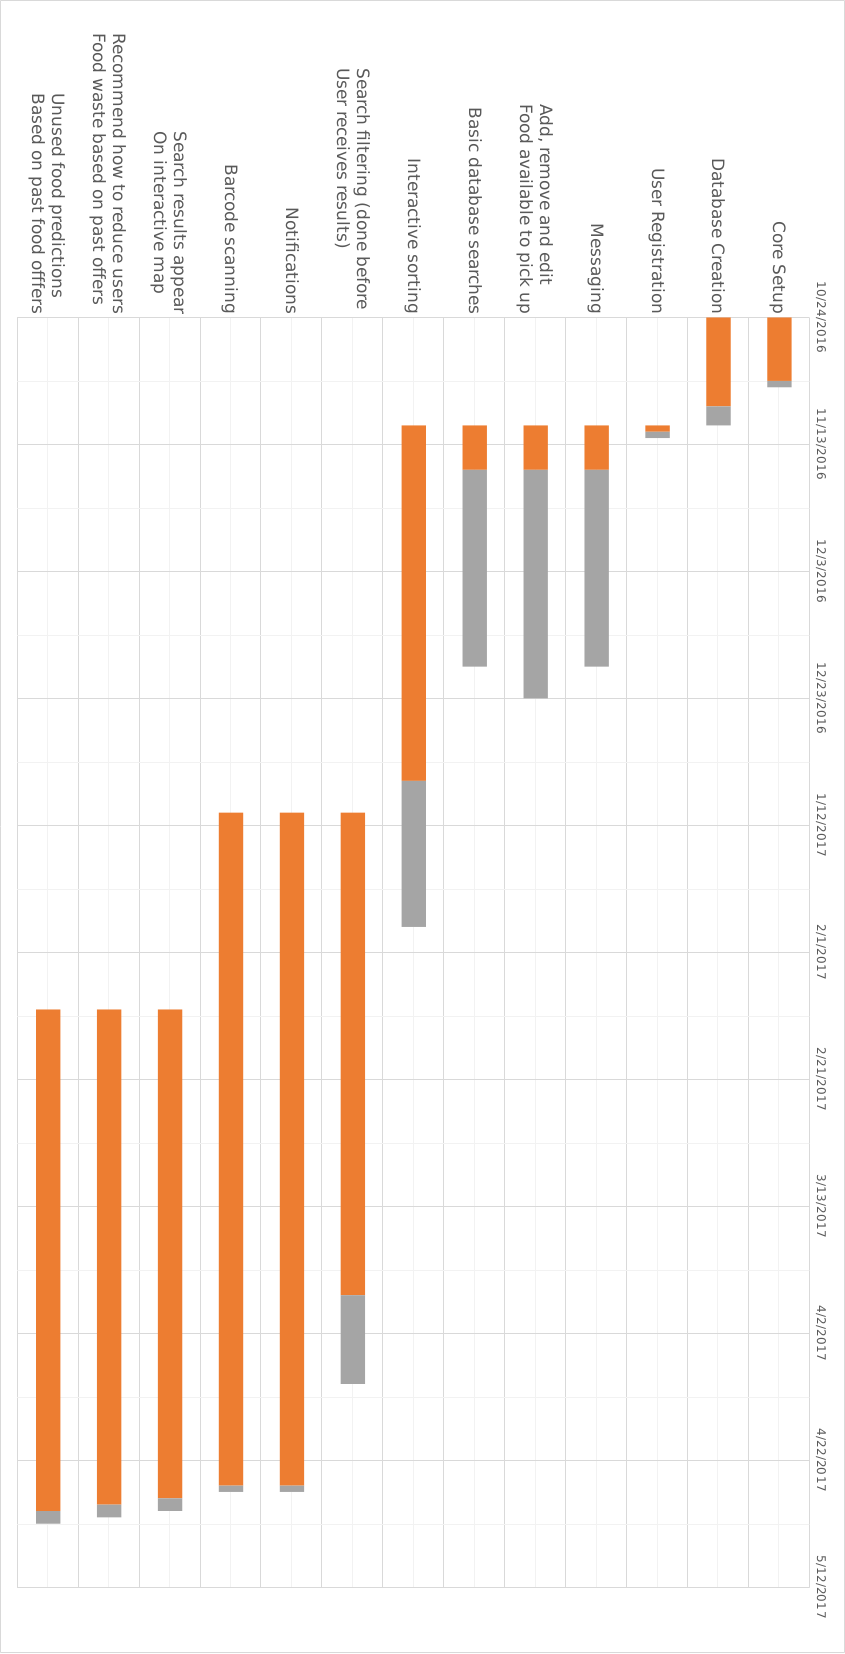 10/24/2016
11/13/2016
12/3/2016
12/23/2016
1/12/2017
2/1/2017
2/21/2017
3/13/2017
4/2/2017
4/22/2017
5/12/2017
Core Setup
Database Creation
User Registration
Messaging
Add, remove and edit
Food available to pick up
Basic database searches
Interactive sorting
Search filtering (done before
User receives results)
Notifications
Barcode scanning
Search results appear
On interactive map
Recommend how to reduce users
Food waste based on past offers
Unused food predictions
Based on past food offfers